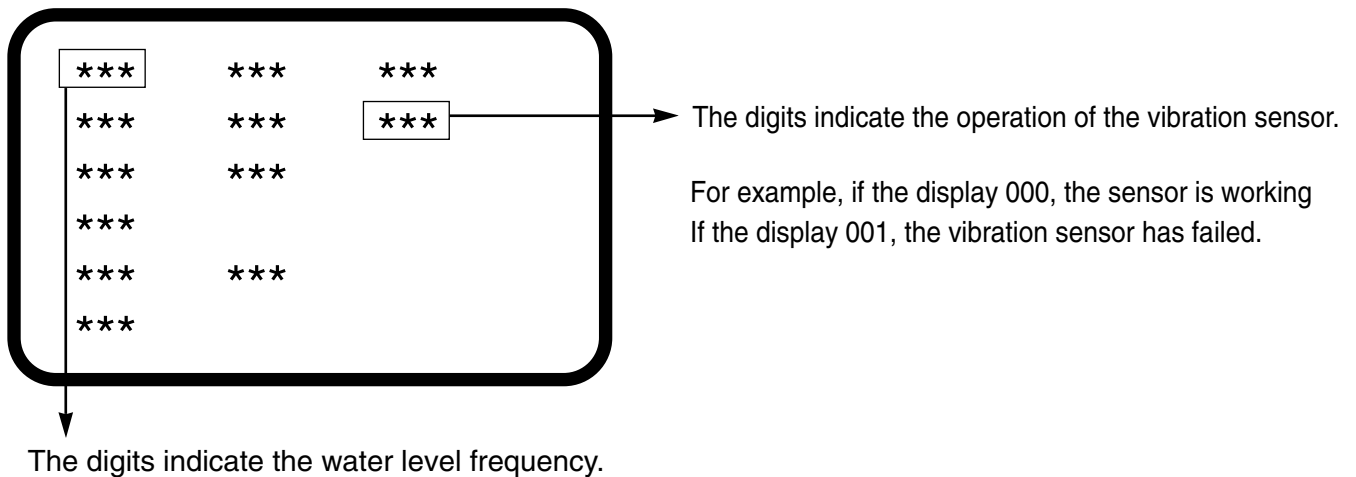 *** *** ***
*** *** ***
*** ***
***
*** ***
***
The digits indicate the operation of the vibration sensor.
For example, if the display 000, the sensor is working
If the display 001, the vibration sensor has failed.
The digits indicate the water level frequency.